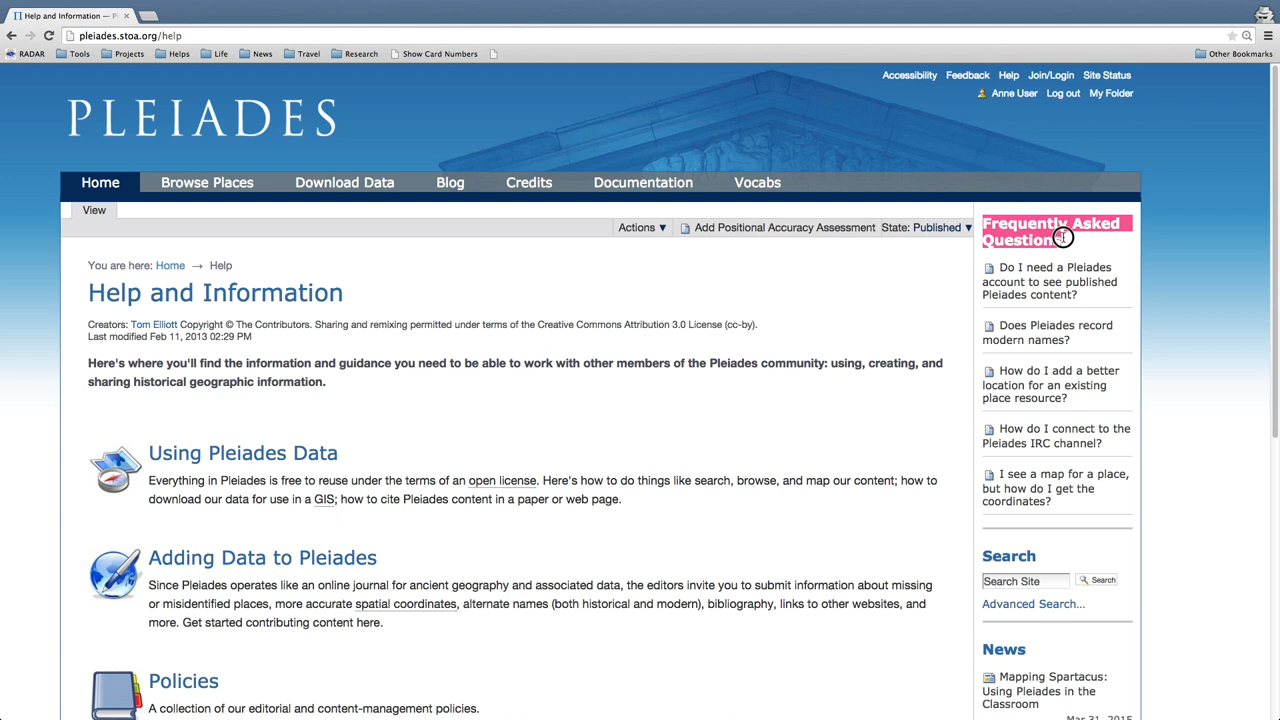 Help and Information — P
pleiades.stoa.org/help
RADAR Tools Projects Helps Life News Travel Research Show Card Numbers Other Bookmarks
Accessibility Feedback Help Join/Login Site Status
Anne User Log out My Folder
PLEIADES
Home Browse Places Download Data Blog Credits Documentation Vocabs
View
Actions ▼ Add Positional Accuracy Assessment State: Published ▼
You are here: Home → Help
Help and Information
Creators: Tom Elliott Copyright © The Contributors. Sharing and remixing permitted under terms of the Creative Commons Attribution 3.0 License (cc-by).
Last modified Feb 11, 2013 02:29 PM
Here's where you'll find the information and guidance you need to be able to work with other members of the Pleiades community: using, creating, and
sharing historical geographic information.
Using Pleiades Data
Everything in Pleiades is free to reuse under the terms of an open license. Here's how to do things like search, browse, and map our content; how to
download our data for use in a GIS; how to cite Pleiades content in a paper or web page.
Adding Data to Pleiades
Since Pleiades operates like an online journal for ancient geography and associated data, the editors invite you to submit information about missing
or misidentified places, more accurate spatial coordinates, alternate names (both historical and modern), bibliography, links to other websites, and
more. Get started contributing content here.
Policies
A collection of our editorial and content-management policies.
Frequently Asked
Questions
Do I need a Pleiades
account to see published
Pleiades content?
Does Pleiades record
modern names?
How do I add a better
location for an existing
place resource?
How do I connect to the
Pleiades IRC channel?
I see a map for a place,
but how do I get the
coordinates?
Search
Search Site Search
Advanced Search...
News
Mapping Spartacus:
Using Pleiades in the
Classroom
Mar 31, 2015